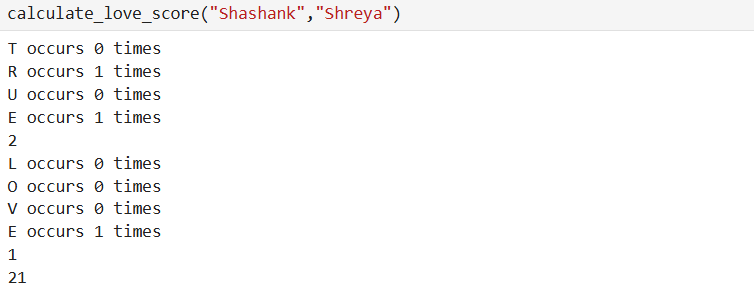 calculate_love_score("Shashank","Shreya")
T occurs 0 times
R occurs 1 times
U occurs 0 times
E occurs 1 times
2
L occurs 0 times
O occurs 0 times
V occurs 0 times
E occurs 1 times
1
21